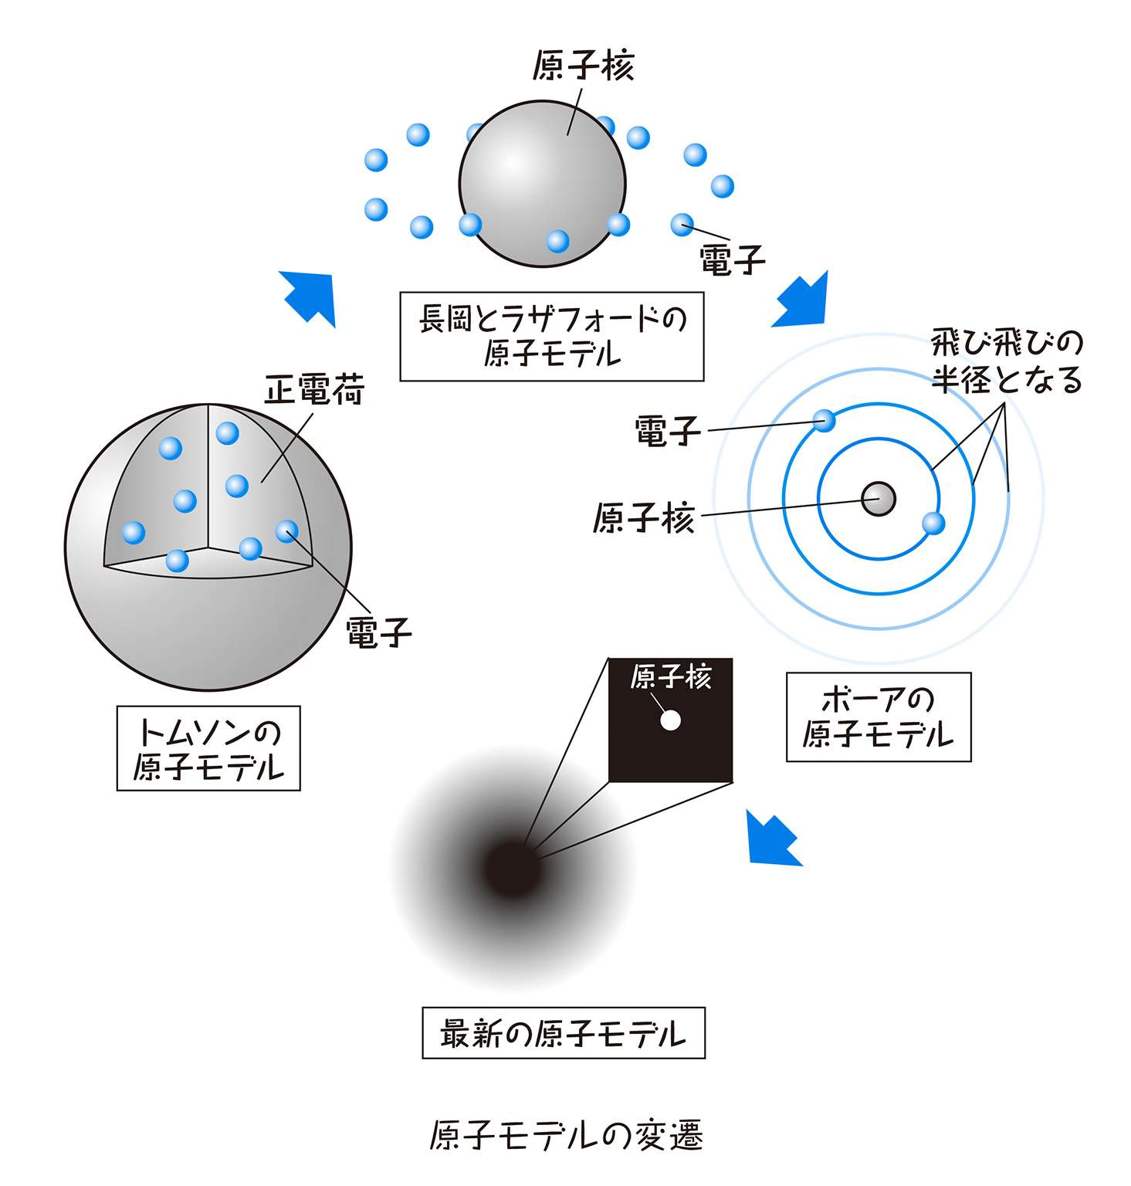 原子核
電子
長岡とラザフォードの
原子モデル
正電荷
電子
トムソンの
原子モデル
飛び飛びの
半径となる
電子
原子核
ボーアの
原子モデル
原子核
最新の原子モデル
原子モデルの変遷